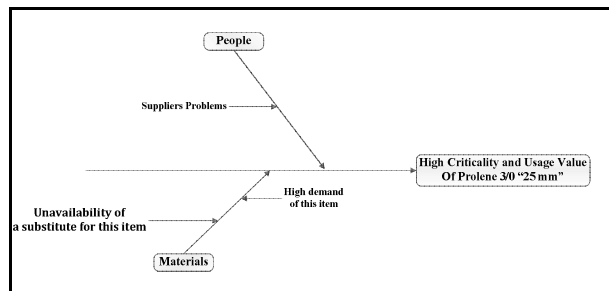 People
Suppliers Problems
High Criticality and Usage Value
Of Prolene 3/0 “25 mm”
High demand
of this item
Unavailability of
a substitute for this item
Materials